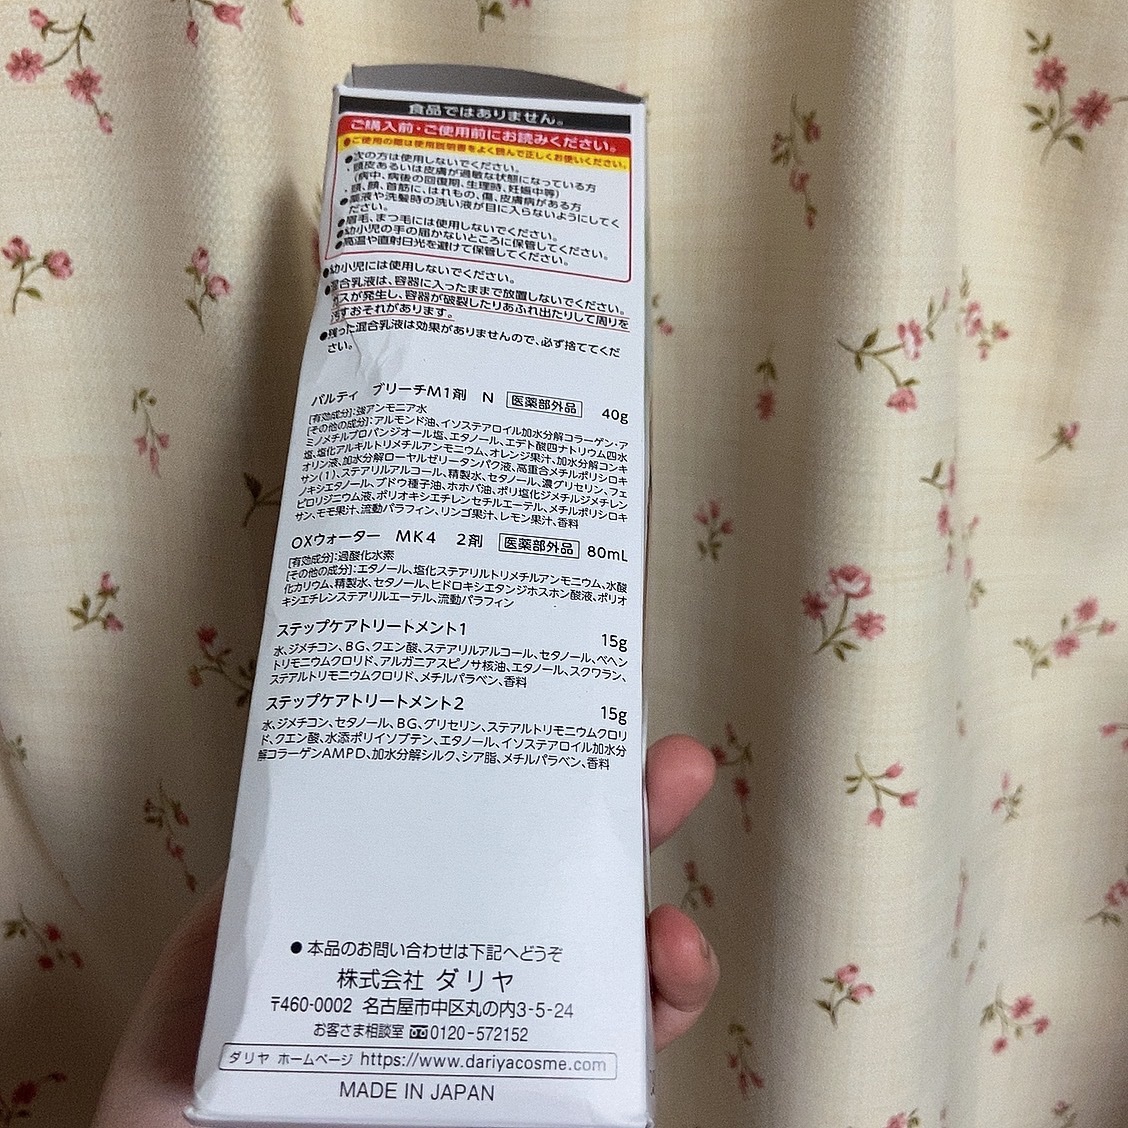 食品ではありません。
ご購入前・ご使用前にお読みください。
●ご使用の際は使用説明書をよく読んで正しくお使いください。
●次の方は使用しないでください。
・頭皮あるいは皮膚が過敏な状態になっている方
(病中、病後の回復期、生理時、妊娠中等)
・頭、顔、首筋に、はれもの、傷、皮膚病がある方
●薬液や洗髪時の洗い液が目に入らないようにしてく
ださい。
●眉毛、まつ毛には使用しないでください。
●幼小児の手の届かないところに保管してください。
●高温や直射日光を避けて保管してください。
●幼小児には使用しないでください。
●混合乳液は、容器に入ったままで放置しないでください。
ガスが発生し、容器が破裂したりあふれ出たりして周りを
汚すおそれがあります。
●残った混合乳液は効果がありませんので、必ず捨ててくだ
さい。
パルティ ブリーチM1剤 N 医薬部外品 40g
[有効成分]:強アンモニア水
[その他の成分]:アルモンド油、イソステアロイル加水分解コラーゲン・ア
ミノメチルプロパンジオール塩、エタノール、エデト酸四ナトリウム四水
塩、塩化アルキルトリメチルアンモニウム、オレンジ果汁、加水分解コンキ
オリン液、加水分解ローヤルゼリータンパク液、高重合メチルポリシロキ
サン(1)、ステアリルアルコール、精製水、セタノール、濃グリセリン、フェ
ノキシエタノール、ブドウ種子油、ホホバ油、ポリ塩化ジメチルジメチレン
ピロリジニウム液、ポリオキシエチレンセチルエーテル、メチルポリシロキ
サン、モモ果汁、流動パラフィン、リンゴ果汁、レモン果汁、香料
OXウォーター MK4 2剤 医薬部外品 80mL
[有効成分]:過酸化水素
[その他の成分]:エタノール、塩化ステアリルトリメチルアンモニウム、水酸
化カリウム、精製水、セタノール、ヒドロキシエタンジホスホン酸液、ポリオ
キシエチレンステアリルエーテル、流動パラフィン
ステップケアトリートメント1 15g
水、ジメチコン、BG、クエン酸、ステアリルアルコール、セタノール、ベヘン
トリモニウムクロリド、アルガニアスピノサ核油、エタノール、スクワラン、
ステアルトリモニウムクロリド、メチルパラベン、香料
ステップケアトリートメント2 15g
水、ジメチコン、セタノール、BG、グリセリン、ステアルトリモニウムクロリ
ド、クエン酸、水添ポリイソブテン、エタノール、イソステアロイル加水分
解コラーゲンAMPD、加水分解シルク、シア脂、メチルパラベン、香料
●本品のお問い合わせは下記へどうぞ
株式会社 ダリヤ
〒460-0002 名古屋市中区丸の内3-5-24
お客さま相談室 0120-572152
ダリヤ ホームページ https://www.dariyacosme.com
MADE IN JAPAN